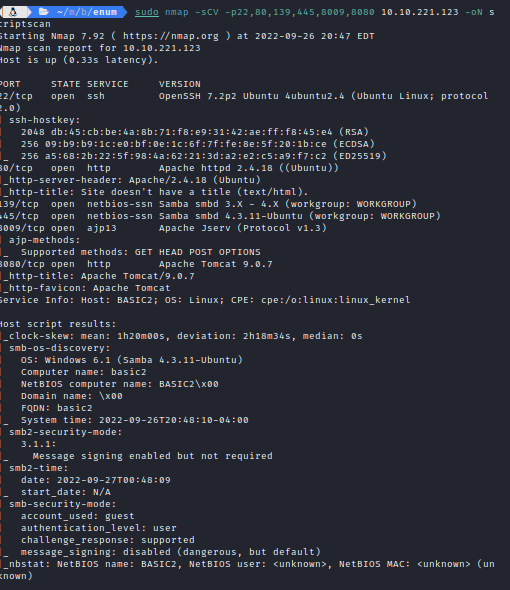 ~/m/b/enum sudo nmap -sCV -p22,80,139,445,8009,8080 10.10.221.123 -oN s
criptscan
Starting Nmap 7.92 ( https://nmap.org ) at 2022-09-26 20:47 EDT
Nmap scan report for 10.10.221.123
Host is up (0.33s latency).
PORT STATE SERVICE VERSION
22/tcp open ssh OpenSSH 7.2p2 Ubuntu 4ubuntu2.4 (Ubuntu Linux; protocol
2.0)
| ssh-hostkey:
| 2048 db:45:cb:be:4a:8b:71:f8:e9:31:42:ae:ff:f8:45:e4 (RSA)
| 256 09:b9:b9:1c:e0:bf:0e:1c:6f:7f:fe:8e:5f:20:1b:ce (ECDSA)
|_ 256 a5:68:2b:22:5f:98:4a:62:21:3d:a2:e2:c5:a9:f7:c2 (ED25519)
80/tcp open http Apache httpd 2.4.18 ((Ubuntu))
|_http-server-header: Apache/2.4.18 (Ubuntu)
|_http-title: Site doesn't have a title (text/html).
139/tcp open netbios-ssn Samba smbd 3.X - 4.X (workgroup: WORKGROUP)
445/tcp open netbios-ssn Samba smbd 4.3.11-Ubuntu (workgroup: WORKGROUP)
8009/tcp open ajp13 Apache Jserv (Protocol v1.3)
| ajp-methods:
|_ Supported methods: GET HEAD POST OPTIONS
8080/tcp open http Apache Tomcat 9.0.7
|_http-title: Apache Tomcat/9.0.7
|_http-favicon: Apache Tomcat
Service Info: Host: BASIC2; OS: Linux; CPE: cpe:/o:linux:linux_kernel
Host script results:
|_clock-skew: mean: 1h20m00s, deviation: 2h18m34s, median: 0s
| smb-os-discovery:
| OS: Windows 6.1 (Samba 4.3.11-Ubuntu)
| Computer name: basic2
| NetBIOS computer name: BASIC2\x00
| Domain name: \x00
| FQDN: basic2
|_ System time: 2022-09-26T20:48:10-04:00
| smb2-security-mode:
| 3.1.1:
|_ Message signing enabled but not required
| smb2-time:
| date: 2022-09-27T00:48:09
|_ start_date: N/A
| smb-security-mode:
| account_used: guest
| authentication_level: user
| challenge_response: supported
|_ message_signing: disabled (dangerous, but default)
|_nbstat: NetBIOS name: BASIC2, NetBIOS user: <unknown>, NetBIOS MAC: <unknown> (un
known)